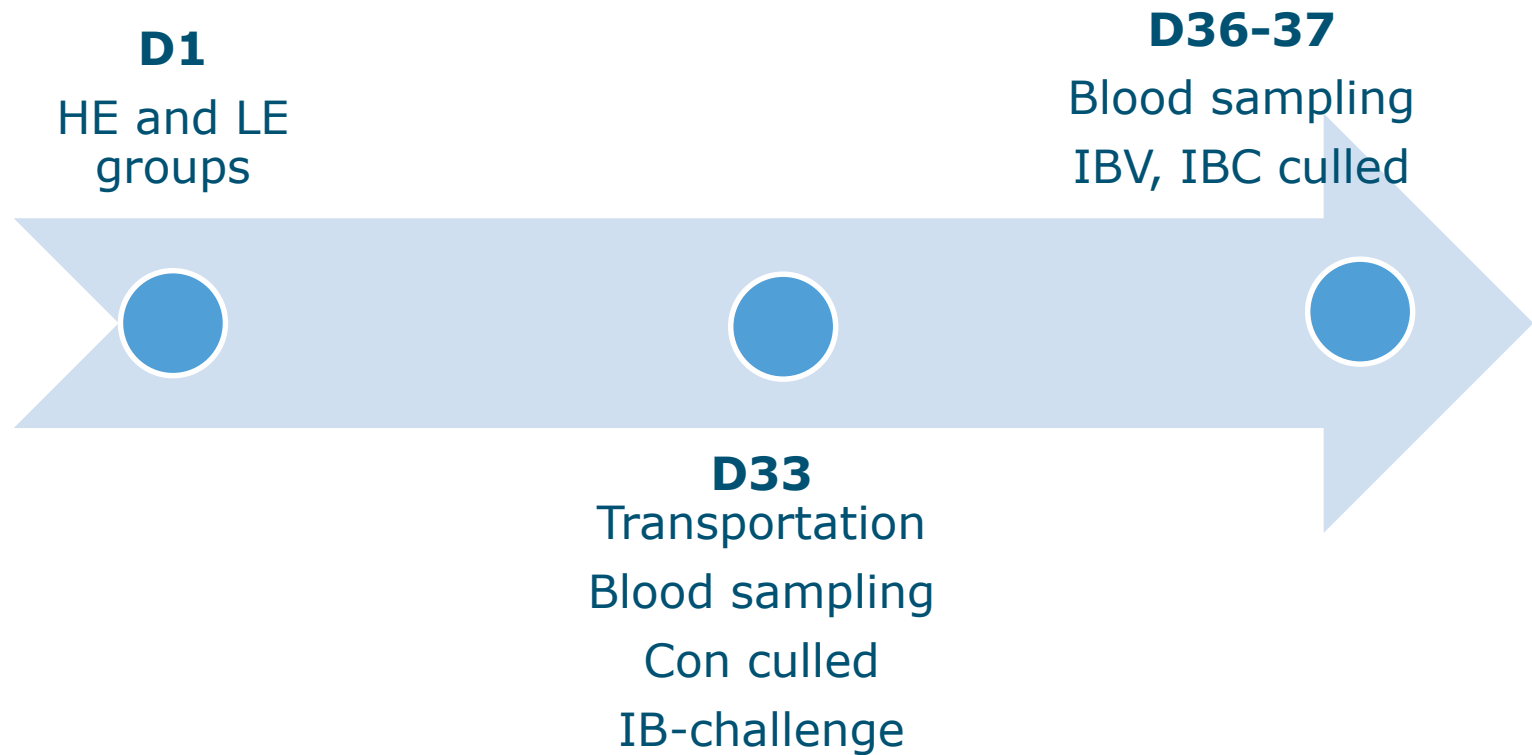 D1
HE and LE
groups
D36-37
Blood sampling
IBV, IBC culled
D33
Transportation
Blood sampling
Con culled
IB-challenge